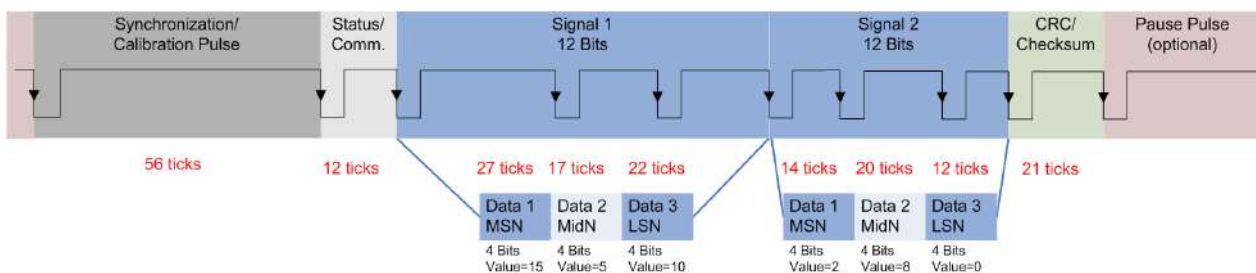 Synchronization/
Calibration Pulse
Status/
Comm.
Signal 1
12 Bits
Signal 2
12 Bits
CRC/
Checksum
Pause Pulse
(optional)
56 ticks
12 ticks
27 ticks
17 ticks
22 ticks
14 ticks
20 ticks
12 ticks
21 ticks
Data 1
MSN
Data 2
MidN
Data 3
LSN
Data 1
MSN
Data 2
MidN
Data 3
LSN
4 Bits
Value=15
4 Bits
Value=5
4 Bits
Value=10
4 Bits
Value=2
4 Bits
Value=8
4 Bits
Value=0